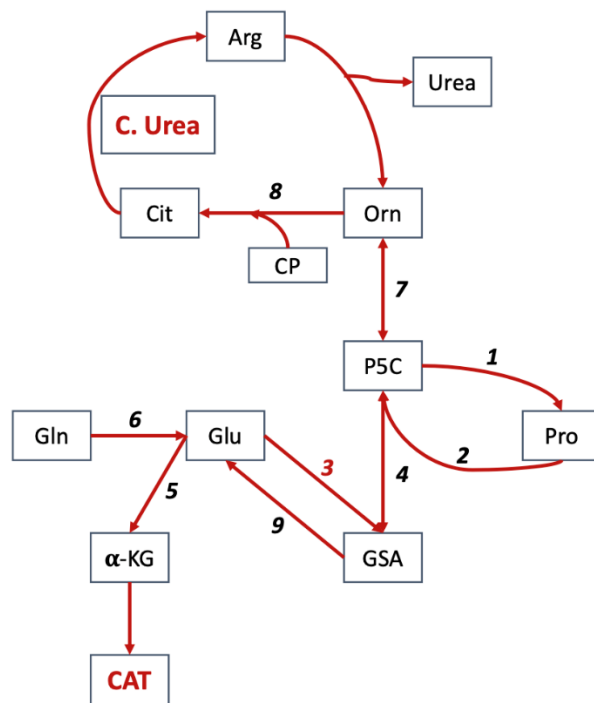 Arg
Urea
C. Urea
8
Cit
Orn
CP
7
P5C
1
Gln
6
Glu
3
4
2
Pro
5
9
α-KG
GSA
CAT